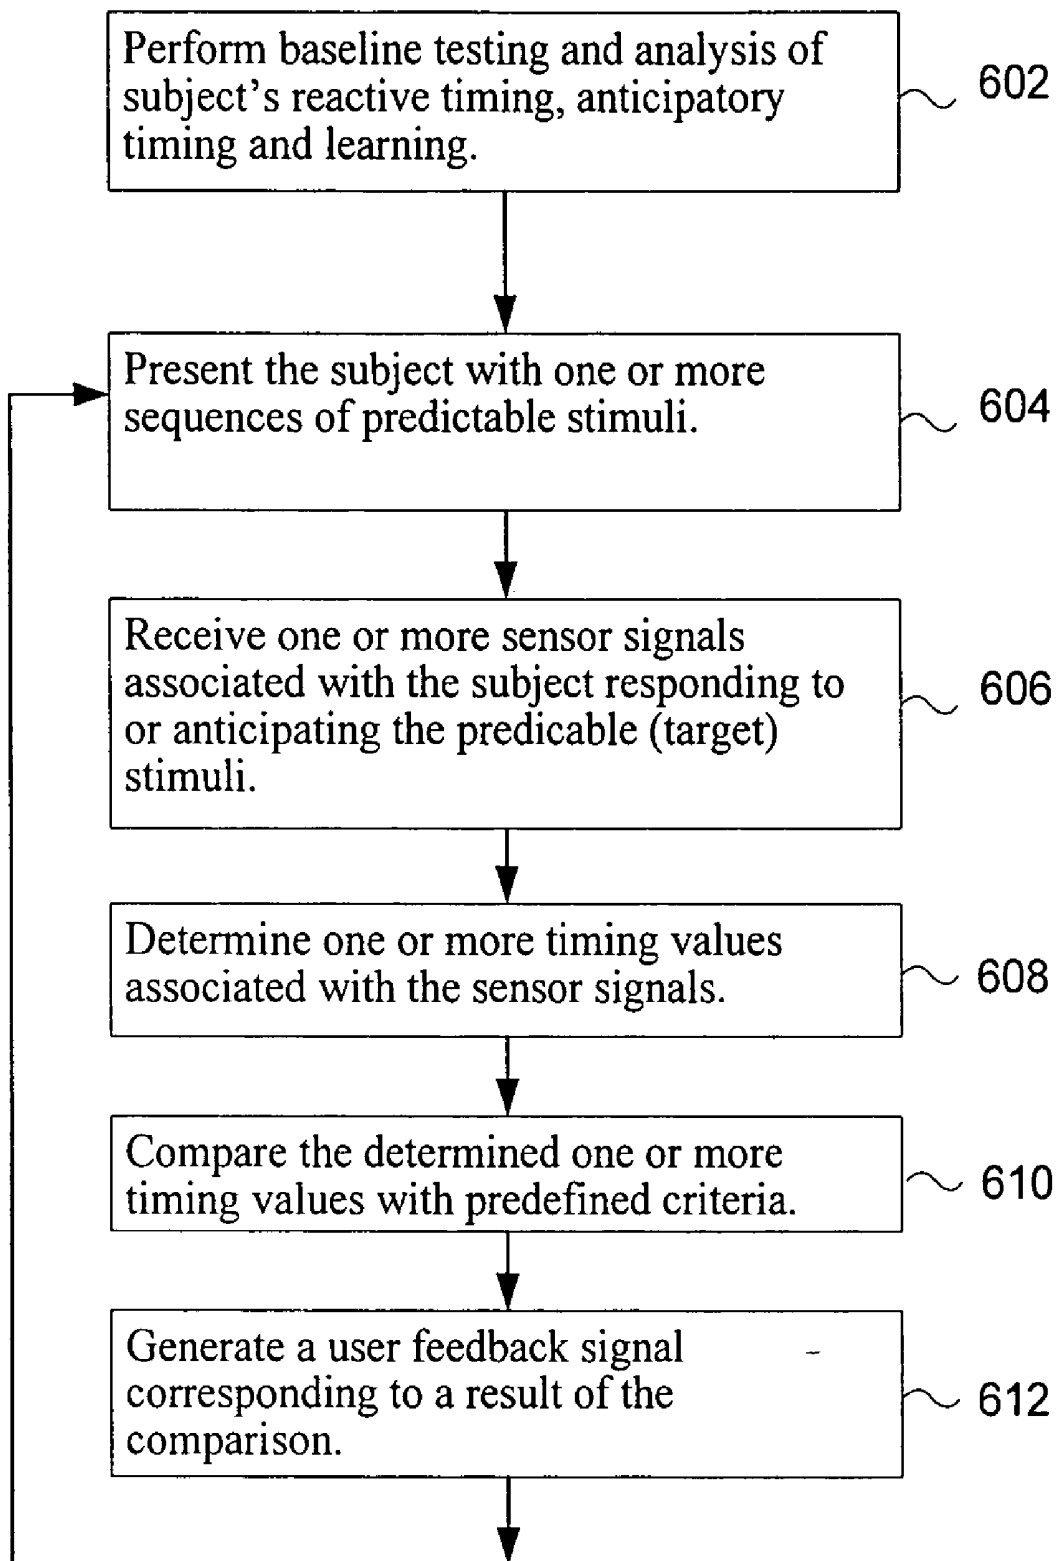 Perform baseline testing and analysis of
subject's reactive timing, anticipatory
timing and learning.
602
Present the subject with one or more
sequences of predictable stimuli.
604
Receive one or more sensor signals
associated with the subject responding to
or anticipating the predicable (target)
stimuli.
606
Determine one or more timing values
associated with the sensor signals.
608
Compare the determined one or more
timing values with predefined criteria.
610
Generate a user feedback signal
corresponding to a result of the
comparison.
612